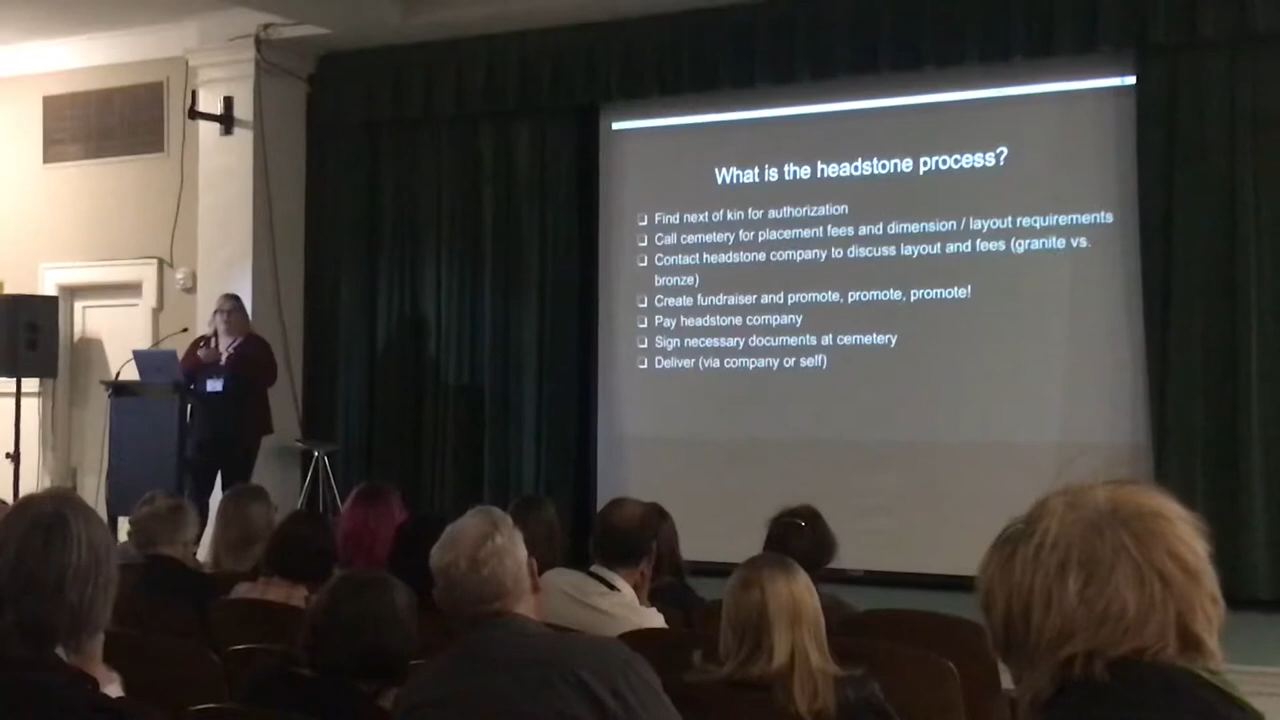 What is the headstone process?
❑ Find next of kin for authorization
❑ Call cemetery for placement fees and dimension / layout requirements
❑ Contact headstone company to discuss layout and fees (granite vs.
bronze)
❑ Create fundraiser and promote, promote, promote!
❑ Pay headstone company
❑ Sign necessary documents at cemetery
❑ Deliver (via company or self)